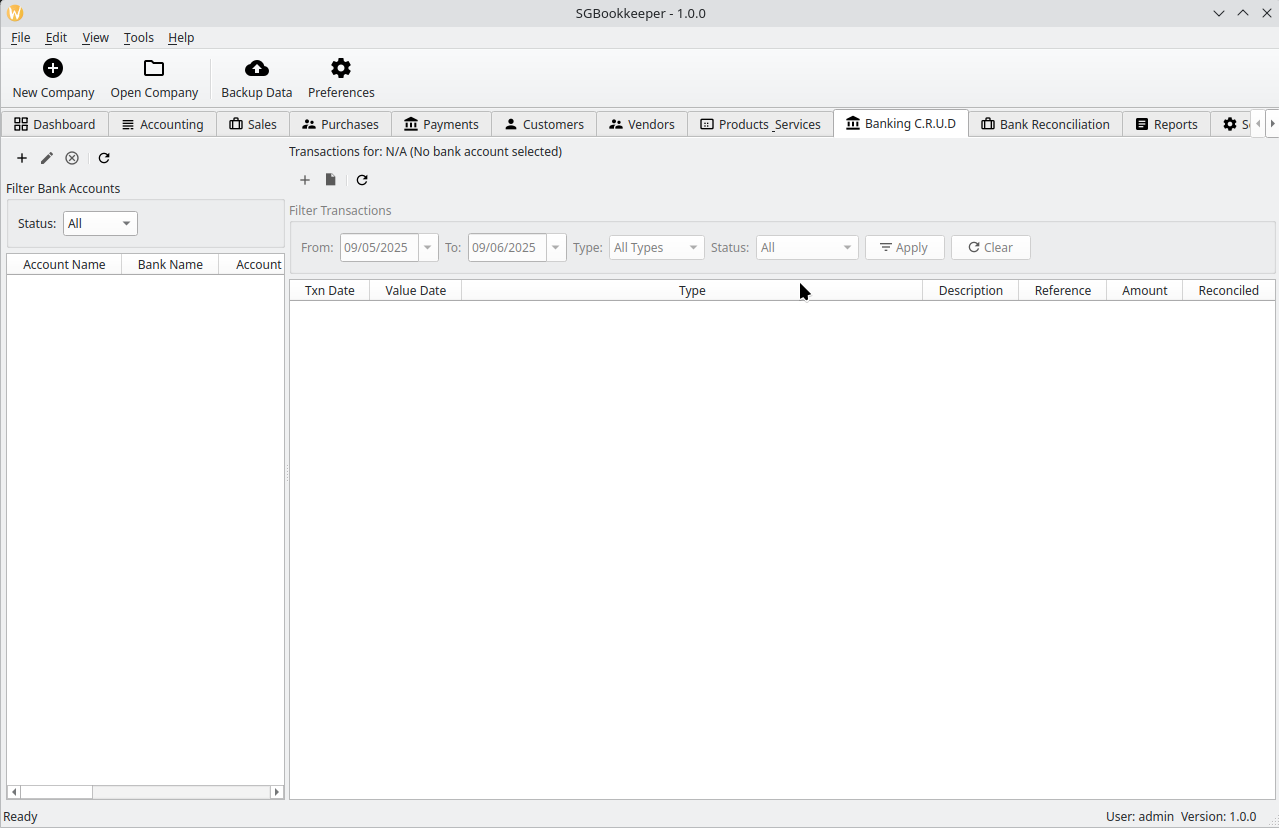 SGBookkeeper - 1.0.0
File Edit View Tools Help
New Company Open Company Backup Data Preferences
Dashboard Accounting Sales Purchases Payments Customers Vendors Products _Services Banking C.R.U.D Bank Reconciliation Reports
Transactions for: N/A (No bank account selected)
Filter Bank Accounts
Status: All
Account Name Bank Name Account
Filter Transactions
From: 09/05/2025 To: 09/06/2025 Type: All Types Status: All Apply Clear
Txn Date Value Date Type Description Reference Amount Reconciled
Ready
User: admin Version: 1.0.0